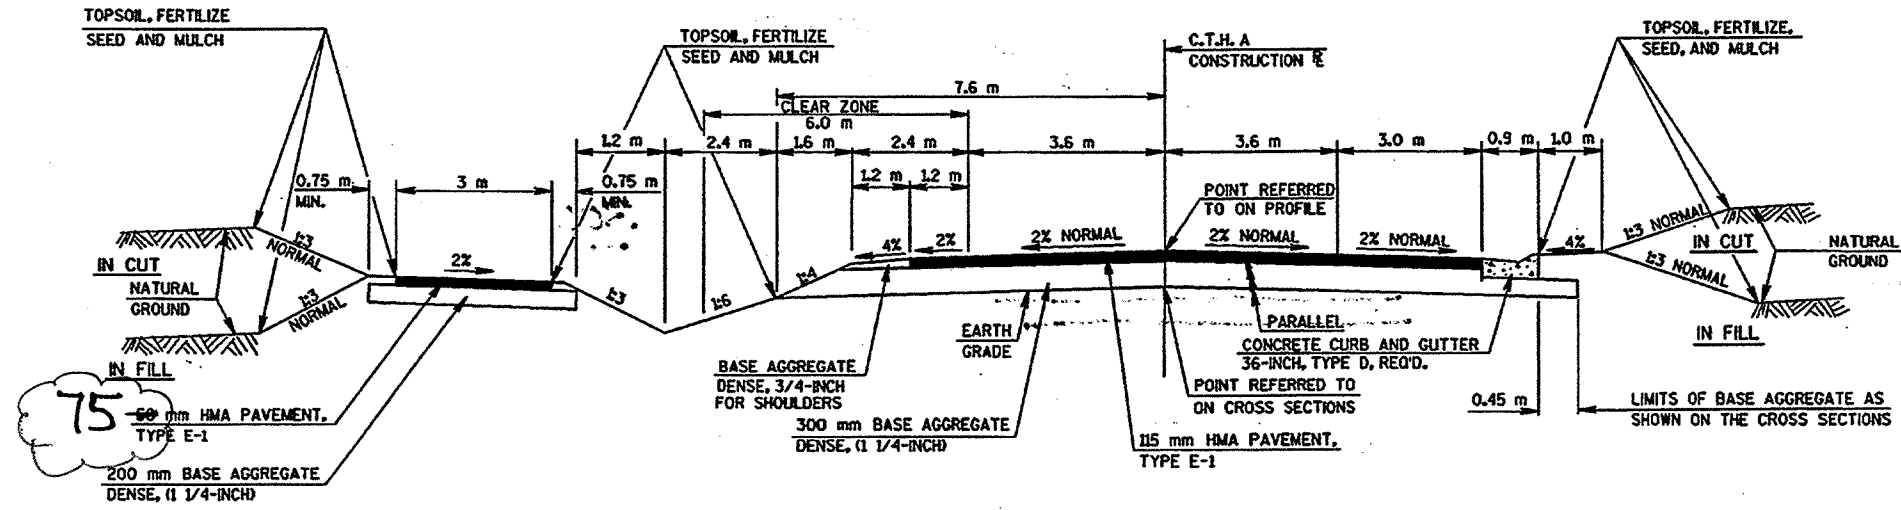 TOPSOIL, FERTILIZE
SEED AND MULCH
TOPSOIL, FERTILIZE
SEED AND MULCH
C.T.H. A
CONSTRUCTION ℞
TOPSOIL, FERTILIZE,
SEED, AND MULCH
7.6 m
CLEAR ZONE
6.0 m
1.2 m
2.4 m
1.6 m
2.4 m
3.6 m
3.6 m
3.0 m
0.9 m
1.0 m
0.75 m
MIN.
3 m
0.75 m
MIN.
1.2 m
1.2 m
POINT REFERRED
TO ON PROFILE
1:3
NORMAL
2%
1:3
NORMAL
1:3
1:6
1:4
4%
2%
2% NORMAL
2% NORMAL
2% NORMAL
4%
1:3 NORMAL
1:3 NORMAL
IN CUT
NATURAL
GROUND
IN FILL
IN CUT
NATURAL
GROUND
IN FILL
EARTH
GRADE
PARALLEL
CONCRETE CURB AND GUTTER
36-INCH, TYPE D, REQ'D.
BASE AGGREGATE
DENSE, 3/4-INCH
FOR SHOULDERS
300 mm BASE AGGREGATE
DENSE, (1 1/4-INCH)
POINT REFERRED TO
ON CROSS SECTIONS
115 mm HMA PAVEMENT,
TYPE E-1
0.45 m
LIMITS OF BASE AGGREGATE AS
SHOWN ON THE CROSS SECTIONS
75
60 mm HMA PAVEMENT,
TYPE E-1
200 mm BASE AGGREGATE
DENSE, (1 1/4-INCH)